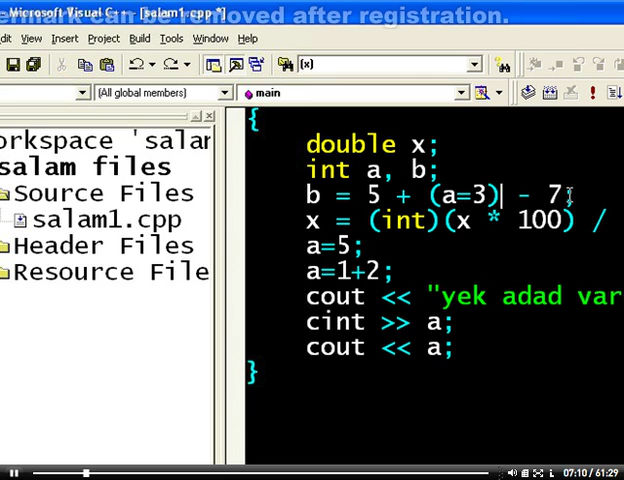 ermark can be removed after registration.
Microsoft Visual C++ - [salam1.cpp *]
View Insert Project Build Tools Window Help
(x)
(All global members) main
orkspace 'salam
salam files
Source Files
salam1.cpp
Header Files
Resource File
{
double x;
int a, b;
b = 5 + (a=3) - 7;
x = (int)(x * 100) /
a=5;
a=1+2;
cout << "yek adad var
cint >> a;
cout << a;
}
07:10 / 61:29